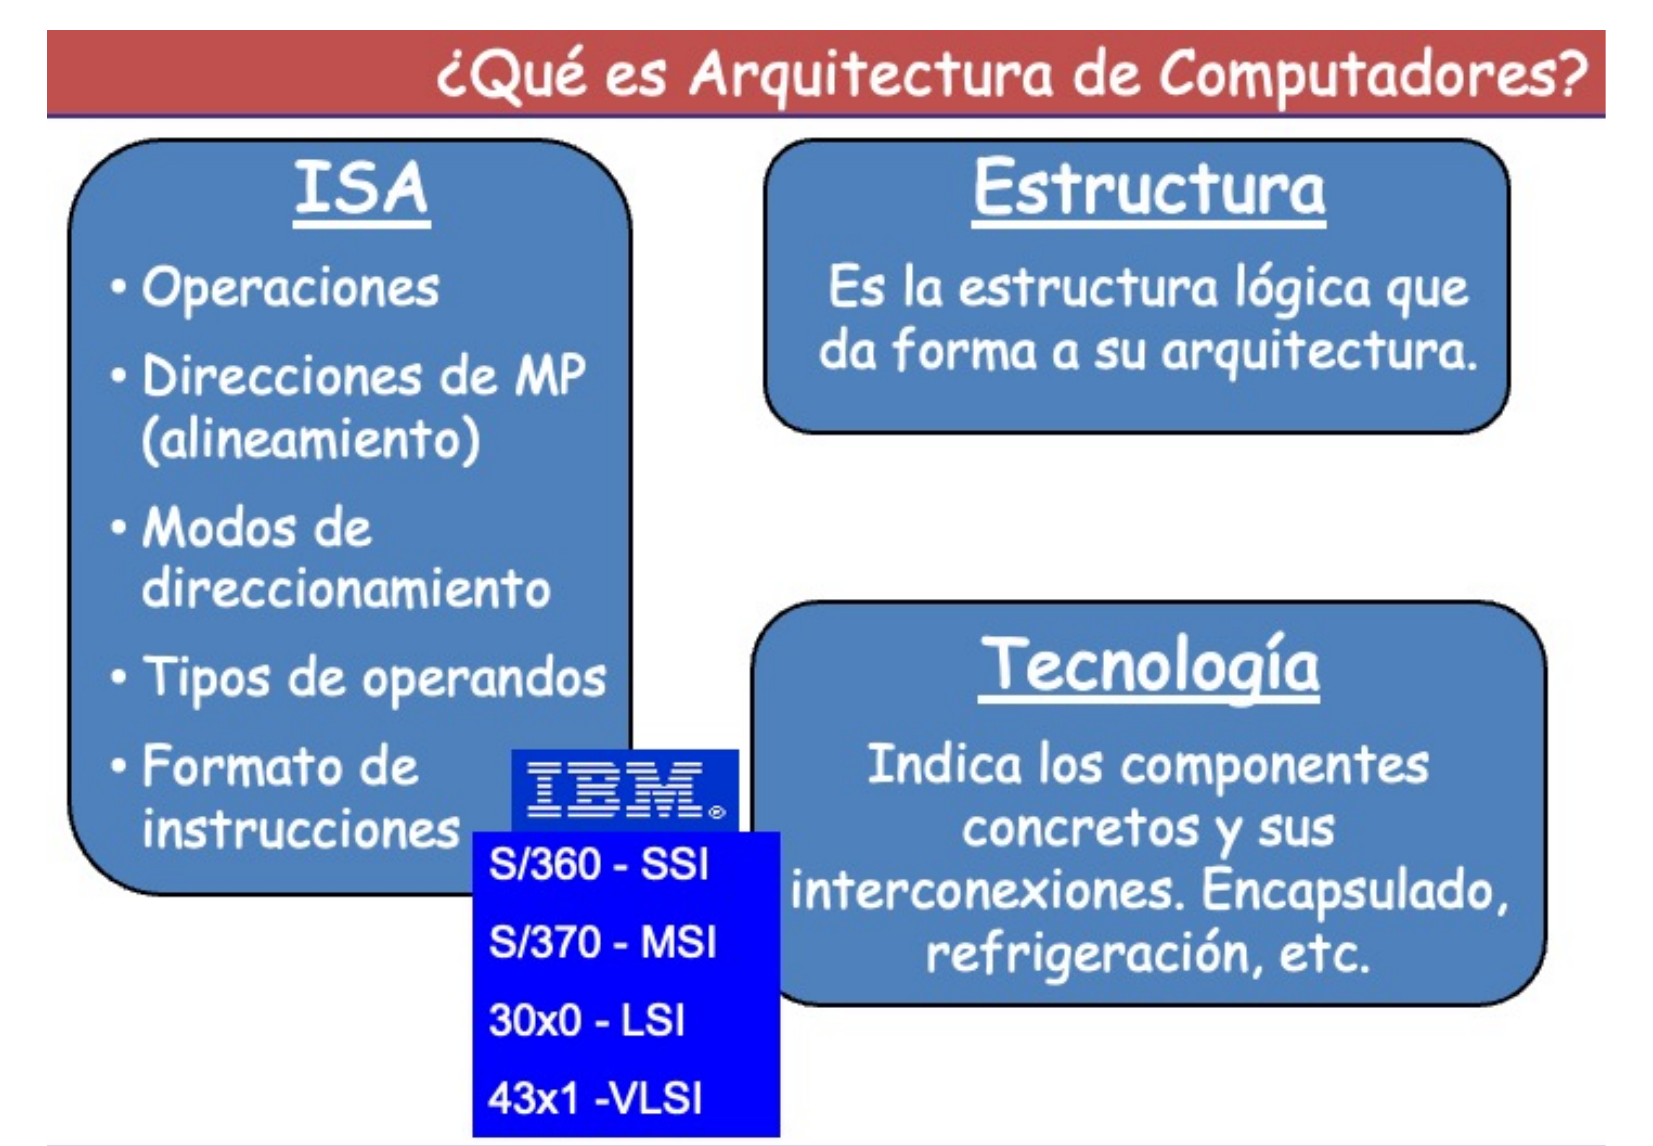 ¿Qué es Arquitectura de Computadores?
ISA
• Operaciones
• Direcciones de MP
(alineamiento)
• Modos de
direccionamiento
• Tipos de operandos
• Formato de
instrucciones
Estructura
Es la estructura lógica que
da forma a su arquitectura.
Tecnología
Indica los componentes
concretos y sus
interconexiones. Encapsulado,
refrigeración, etc.
IBM®
S/360 - SSI
S/370 - MSI
30x0 - LSI
43x1 -VLSI